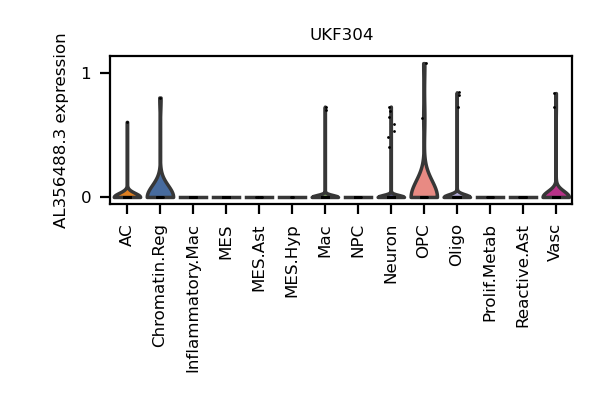 UKF304
AL356488.3 expression
1
0
AC
Chromatin.Reg
Inflammatory.Mac
MES
MES.Ast
MES.Hyp
Mac
NPC
Neuron
OPC
Oligo
Prolif.Metab
Reactive.Ast
Vasc